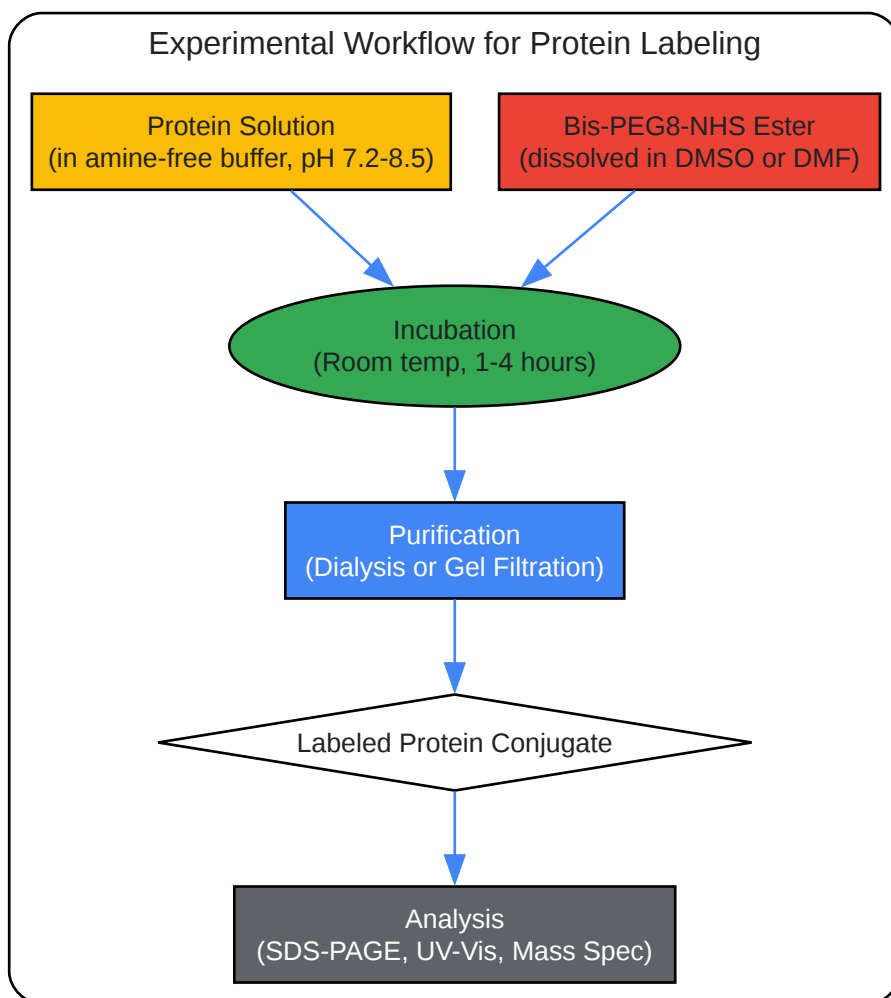 Experimental Workflow for Protein Labeling
Protein Solution
(in amine-free buffer, pH 7.2-8.5)
Bis-PEG8-NHS Ester
(dissolved in DMSO or DMF)
Incubation
(Room temp, 1-4 hours)
Purification
(Dialysis or Gel Filtration)
Labeled Protein Conjugate
Analysis
(SDS-PAGE, UV-Vis, Mass Spec)